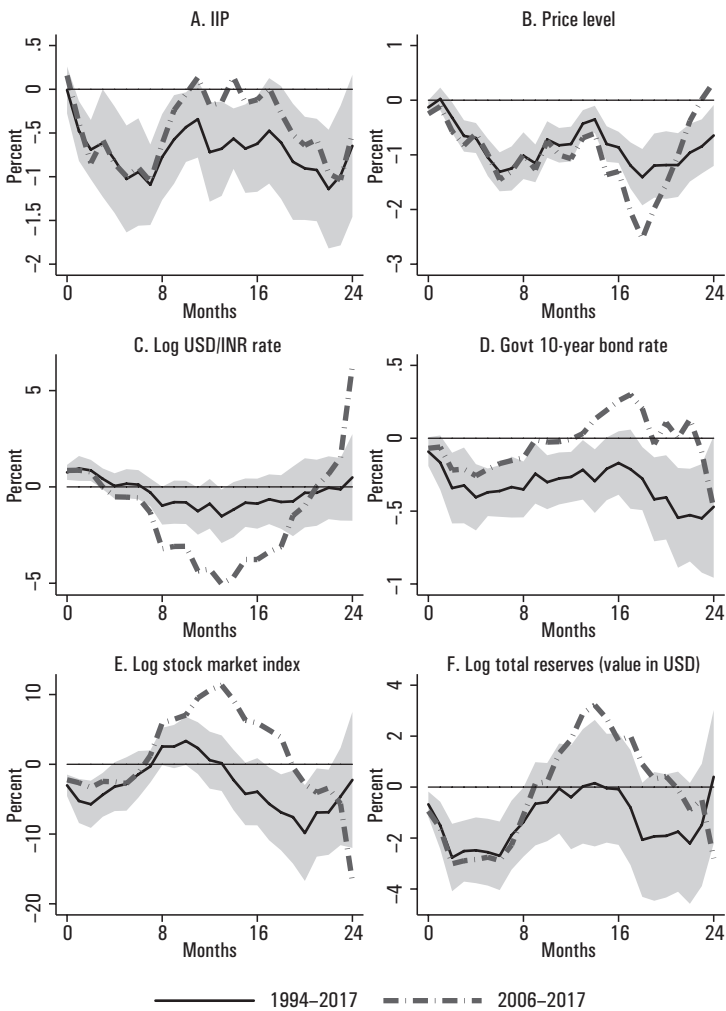 A. IIP
Percent
.5
0
-.5
-1
-1.5
-2
0 8 16 24
Months
B. Price level
Percent
1
0
-1
-2
-3
0 8 16 24
Months
C. Log USD/INR rate
Percent
5
0
-5
0 8 16 24
Months
D. Govt 10-year bond rate
Percent
.5
0
-.5
-1
0 8 16 24
Months
E. Log stock market index
Percent
10
0
-10
-20
0 8 16 24
Months
F. Log total reserves (value in USD)
Percent
4
2
0
-2
-4
0 8 16 24
Months
1994–2017 2006–2017